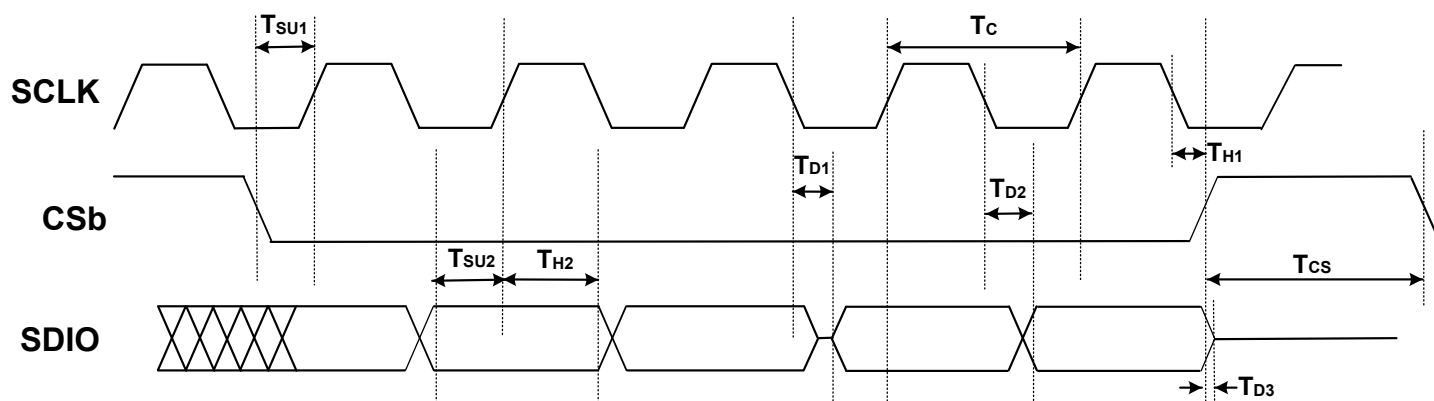 TSU1
TC
SCLK
TD1
TH1
TD2
CSb
TSU2
TH2
TCS
SDIO
TD3